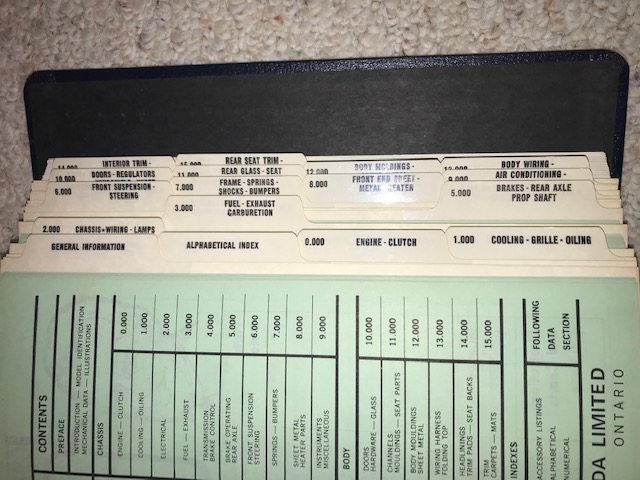 14.000 INTERIOR TRIM -
15.000 REAR SEAT TRIM -
BODY MOLDINGS -
BODY WIRING -
10.000 DOORS - REGULATORS
11.000 REAR GLASS - SEAT
12.000
13.000
9.000 AIR CONDITIONING -
6.000 FRONT SUSPENSION -
STEERING
7.000 FRAME - SPRINGS -
SHOCKS - BUMPERS
8.000 FRONT END SHEET -
METAL HEATER
5.000 BRAKES - REAR AXLE
PROP SHAFT
3.000 FUEL - EXHAUST
CARBURETION
2.000 CHASSIS-WIRING - LAMPS
GENERAL INFORMATION
ALPHABETICAL INDEX
0.000 ENGINE - CLUTCH
1.000 COOLING - GRILLE - OILING
CONTENTS
PREFACE
INTRODUCTION — MODEL IDENTIFICATION
MECHANICAL DATA — ILLUSTRATIONS
CHASSIS
ENGINE — CLUTCH 0.000
COOLING — OILING 1.000
ELECTRICAL 2.000
FUEL — EXHAUST 3.000
TRANSMISSION
BRAKE CONTROL 4.000
BRAKE OPERATING
REAR AXLE 5.000
FRONT SUSPENSION
STEERING 6.000
SPRINGS — BUMPERS 7.000
SHEET METAL
HEATER PARTS 8.000
INSTRUMENTS
MISCELLANEOUS 9.000
BODY
DOORS
HARDWARE — GLASS 10.000
CHANNELS
MOULDINGS — SEAT PARTS 11.000
BODY MOULDINGS
SHEET METAL 12.000
WIRING HARNESS
FOLDING TOP 13.000
HEADLININGS
TRIM PADS — SEAT BACKS 14.000
TRIM
CARPETS — MATS 15.000
INDEXES
FOLLOWING
DATA
SECTION
ACCESSORY LISTINGS
ALPHABETICAL
NUMERICAL
DA LIMITED
ONTARIO